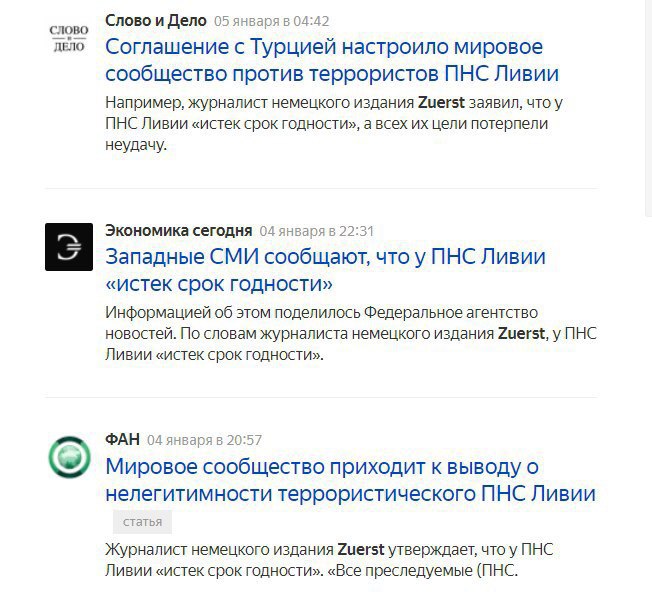 СЛОВО
И
ДЕЛО
Слово и Дело 05 января в 04:42
Соглашение с Турцией настроило мировое
сообщество против террористов ПНС Ливии
Например, журналист немецкого издания Zuerst заявил, что у
ПНС Ливии «истек срок годности», а всех их цели потерпели
неудачу.
Э
Экономика сегодня 04 января в 22:31
Западные СМИ сообщают, что у ПНС Ливии
«истек срок годности»
Информацией об этом поделилось Федеральное агентство
новостей. По словам журналиста немецкого издания Zuerst, у ПНС
Ливии «истек срок годности».
ФАН 04 января в 20:57
Мировое сообщество приходит к выводу о
нелегитимности террористического ПНС Ливии
статья
Журналист немецкого издания Zuerst утверждает, что у ПНС
Ливии «истек срок годности». «Все преследуемые (ПНС.